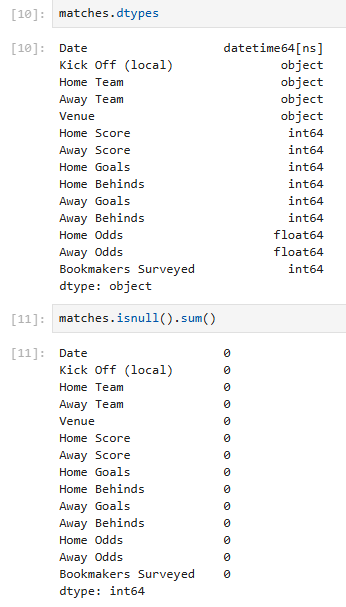 [10]: matches.dtypes
[10]: Date datetime64[ns]
Kick Off (local) object
Home Team object
Away Team object
Venue object
Home Score int64
Away Score int64
Home Goals int64
Home Behinds int64
Away Goals int64
Away Behinds int64
Home Odds float64
Away Odds float64
Bookmakers Surveyed int64
dtype: object
[11]: matches.isnull().sum()
[11]: Date 0
Kick Off (local) 0
Home Team 0
Away Team 0
Venue 0
Home Score 0
Away Score 0
Home Goals 0
Home Behinds 0
Away Goals 0
Away Behinds 0
Home Odds 0
Away Odds 0
Bookmakers Surveyed 0
dtype: int64